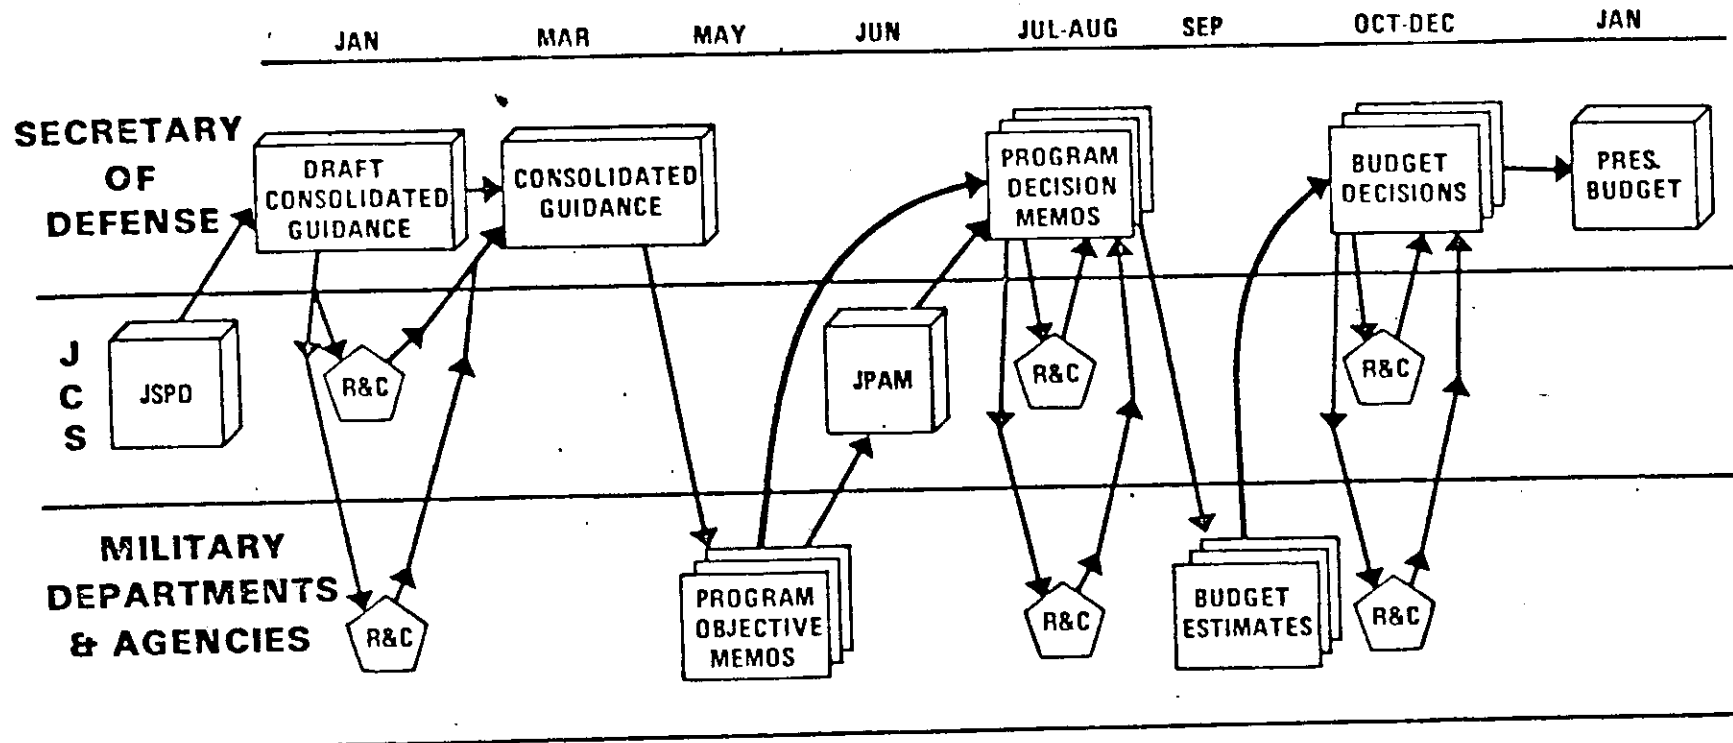 JAN MAR MAY JUN JUL-AUG SEP OCT-DEC JAN
SECRETARY
OF
DEFENSE
DRAFT
CONSOLIDATED
GUIDANCE
CONSOLIDATED
GUIDANCE
PROGRAM
DECISION
MEMOS
BUDGET
DECISIONS
PRES.
BUDGET
J
C
S
JSPD
R&C
JPAM
R&C
R&C
MILITARY
DEPARTMENTS
& AGENCIES
R&C
PROGRAM
OBJECTIVE
MEMOS
R&C
BUDGET
ESTIMATES
R&C